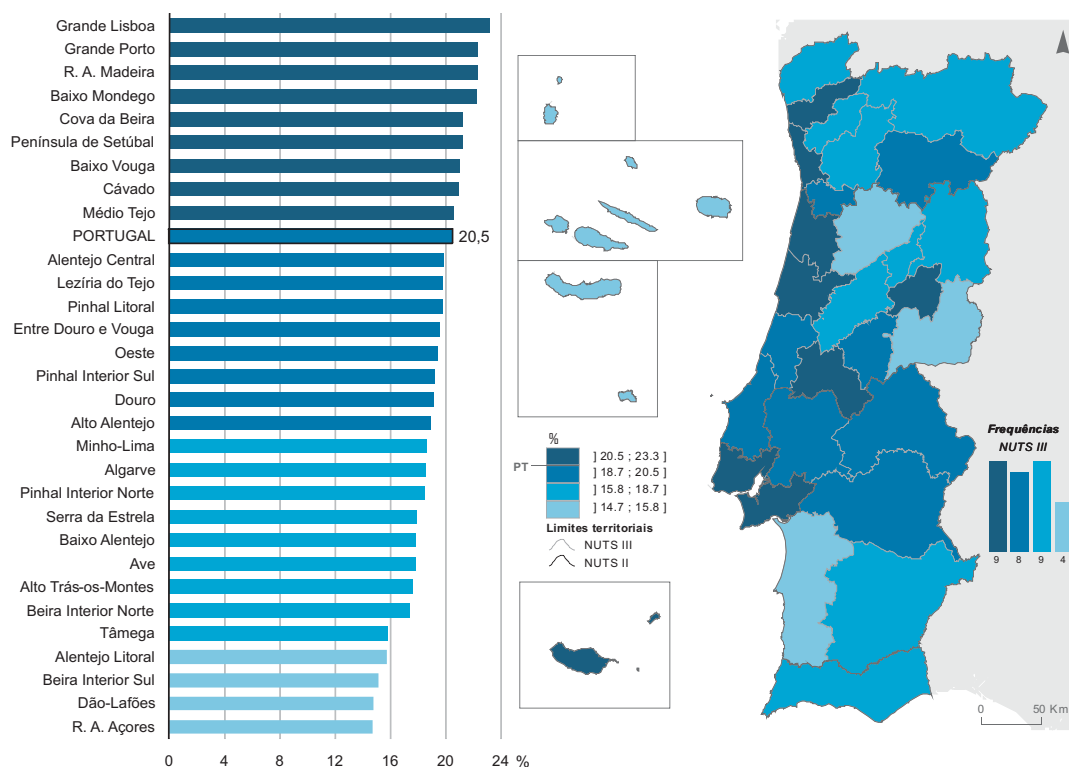 Grande Lisboa
Grande Porto
R. A. Madeira
Baixo Mondego
Cova da Beira
Península de Setúbal
Baixo Vouga
Cávado
Médio Tejo
PORTUGAL 20,5
Alentejo Central
Lezíria do Tejo
Pinhal Litoral
Entre Douro e Vouga
Oeste
Pinhal Interior Sul
Douro
Alto Alentejo
Minho-Lima
Algarve
Pinhal Interior Norte
Serra da Estrela
Baixo Alentejo
Ave
Alto Trás-os-Montes
Beira Interior Norte
Tâmega
Alentejo Litoral
Beira Interior Sul
Dão-Lafões
R. A. Açores
0 4 8 12 16 20 24 %
%
PT
] 20.5 ; 23.3 ]
] 18.7 ; 20.5 ]
] 15.8 ; 18.7 ]
] 14.7 ; 15.8 ]
Limites territoriais
NUTS III
NUTS II
Frequências
NUTS III
9 8 9 4
0 50 Km